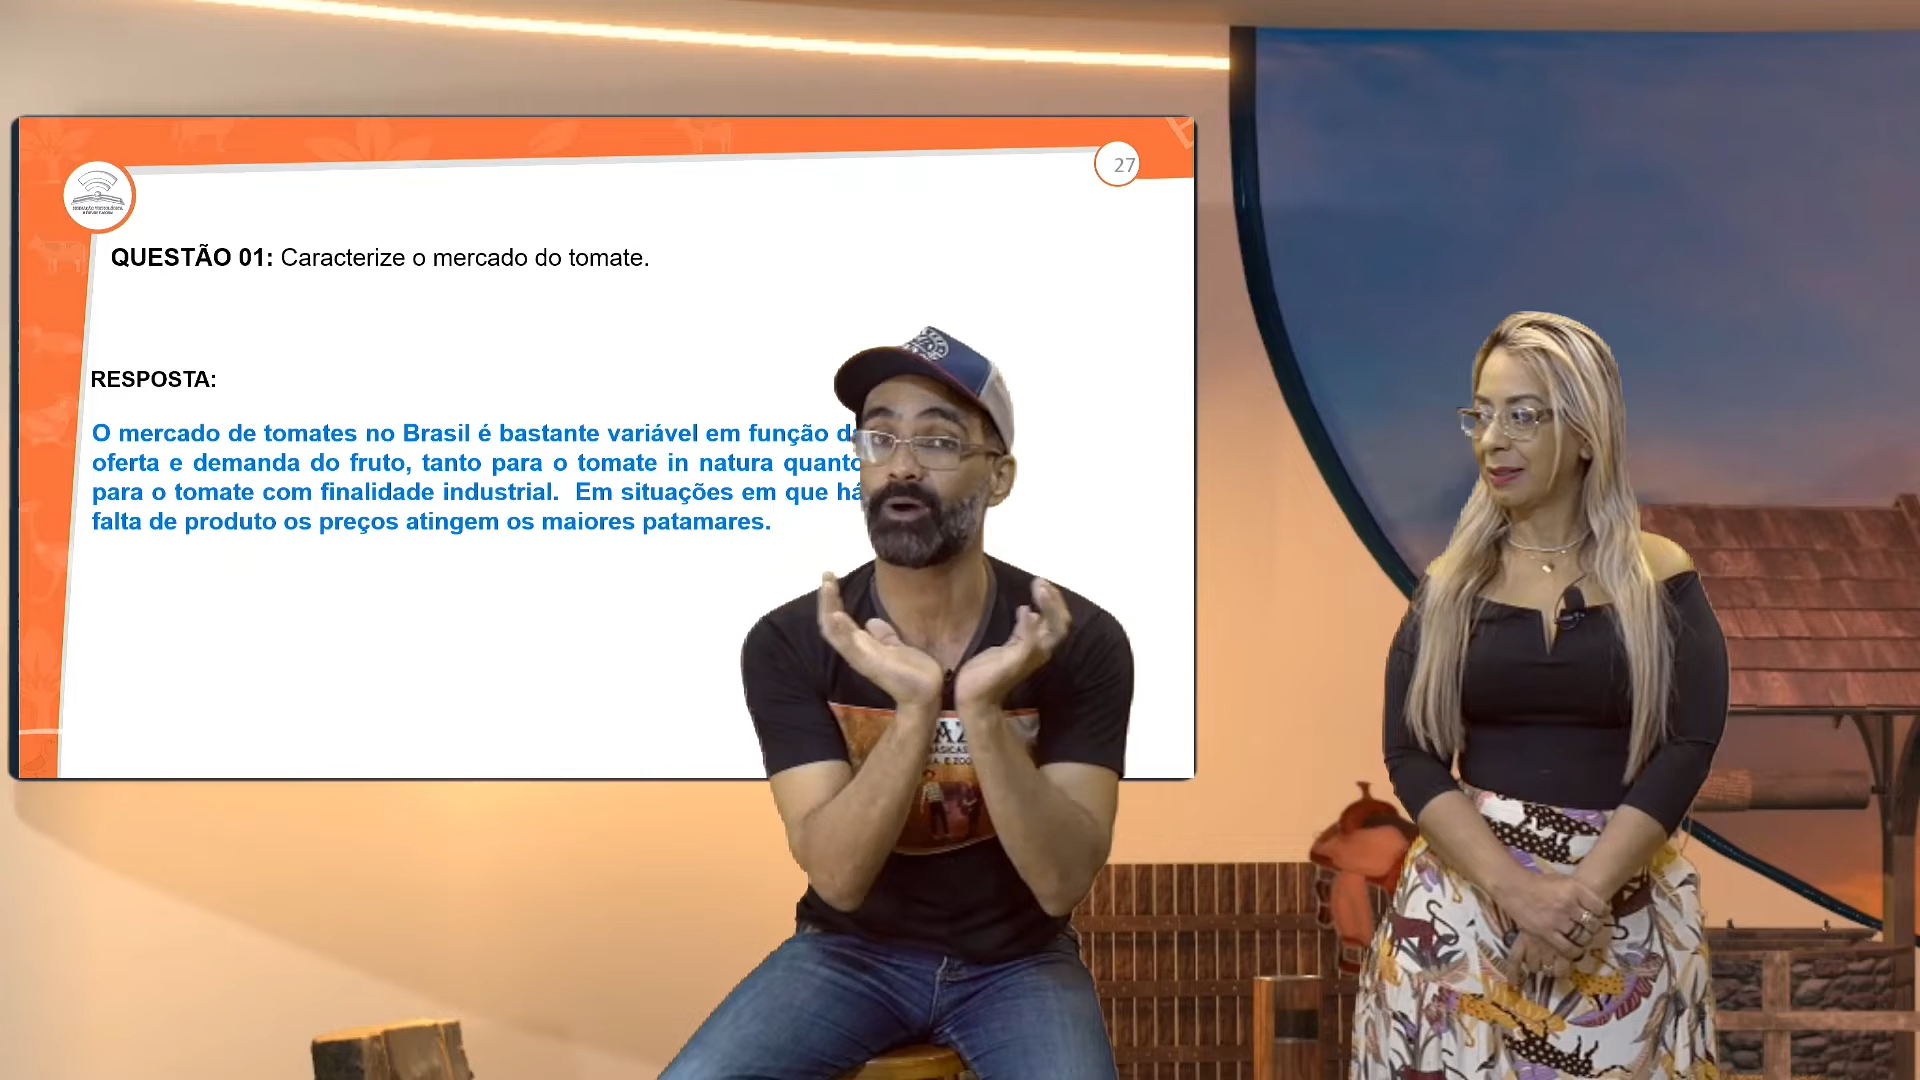 27
QUESTÃO 01: Caracterize o mercado do tomate.
RESPOSTA:
O mercado de tomates no Brasil é bastante variável em função
oferta e demanda do fruto, tanto para o tomate in natura quanto
para o tomate com finalidade industrial. Em situações em que há
falta de produto os preços atingem os maiores patamares.